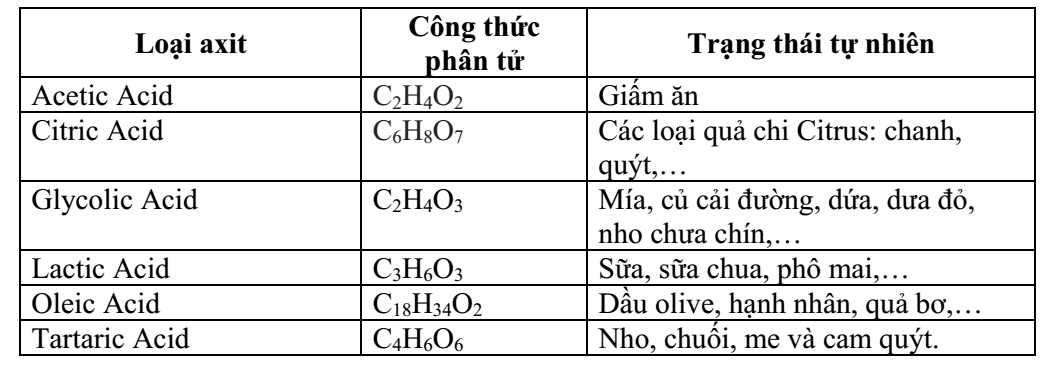 Loại axit
Công thức
phân tử
Trạng thái tự nhiên
Acetic Acid
C₂H₄O₂
Giấm ăn
Citric Acid
C₆H₈O₇
Các loại quả chi Citrus: chanh,
quýt,…
Glycolic Acid
C₂H₄O₃
Mía, củ cải đường, dứa, dưa đỏ,
nho chưa chín,…
Lactic Acid
C₃H₆O₃
Sữa, sữa chua, phô mai,…
Oleic Acid
C₁₈H₃₄O₂
Dầu olive, hạnh nhân, quả bơ,…
Tartaric Acid
C₄H₆O₆
Nho, chuối, me và cam quýt.